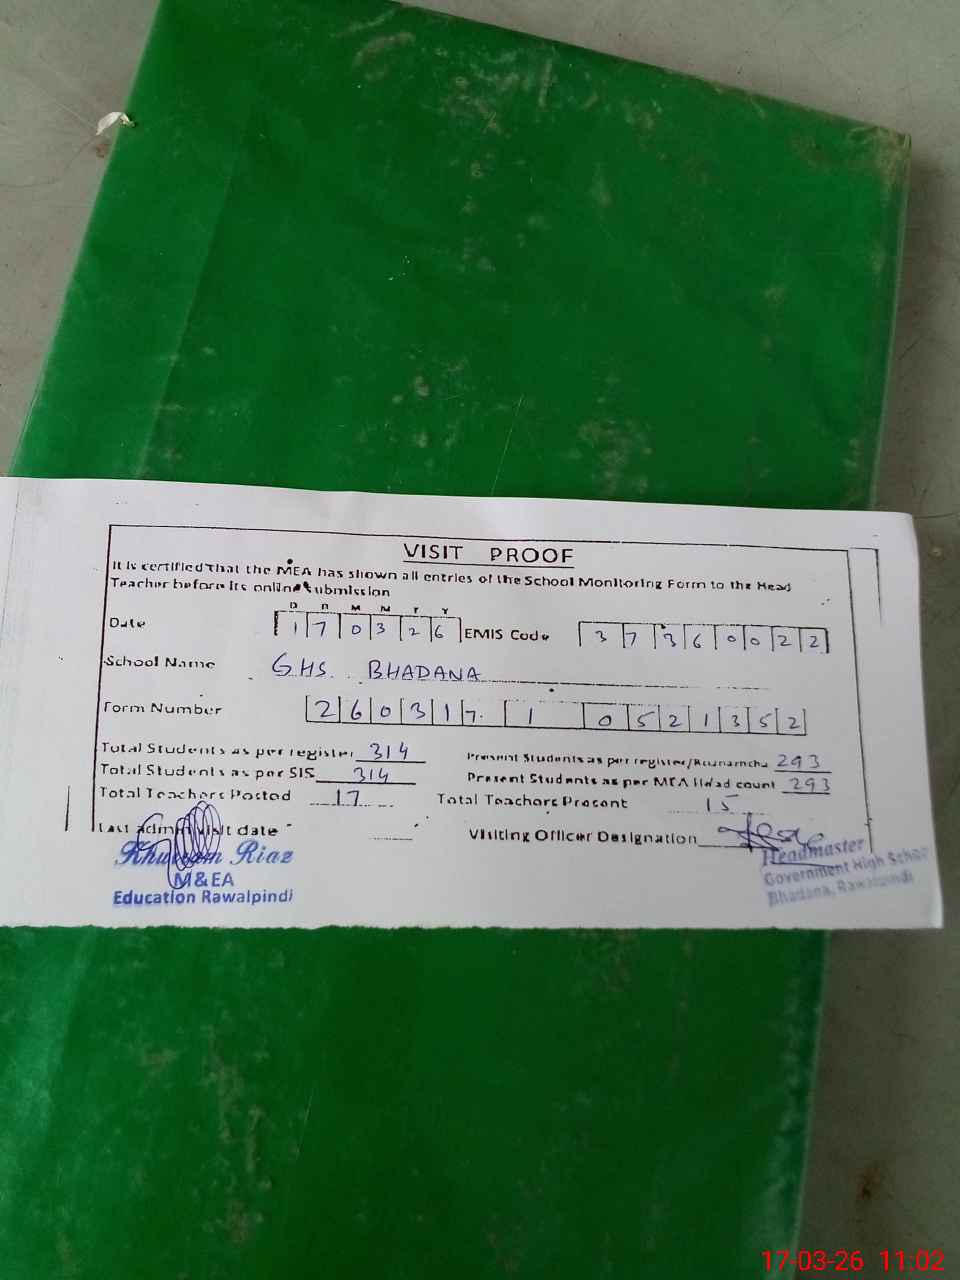 VISIT PROOF
It is certified that the MEA has shown all entries of the School Monitoring Form to the Head
Teacher before its online submission
D D M M Y Y
Date 1 7 0 3 2 6 EMIS Code 3 7 3 6 0 0 2 2
School Name GHS. BHADANA
Form Number 2 6 0 3 1 7 1 0 5 2 1 3 5 2
Total Students as per register 314 Present Students as per register/Roznamcha 293
Total Students as per SIS 314 Present Students as per MEA Head count 293
Total Teachers Posted 17 Total Teachers Present 15
Last admin visit date Visiting Officer Designation
Khurram Riaz
M&EA
Education Rawalpindi
Headmaster
Government High School
Bhadana, Rawalpindi
17-03-26 11:02